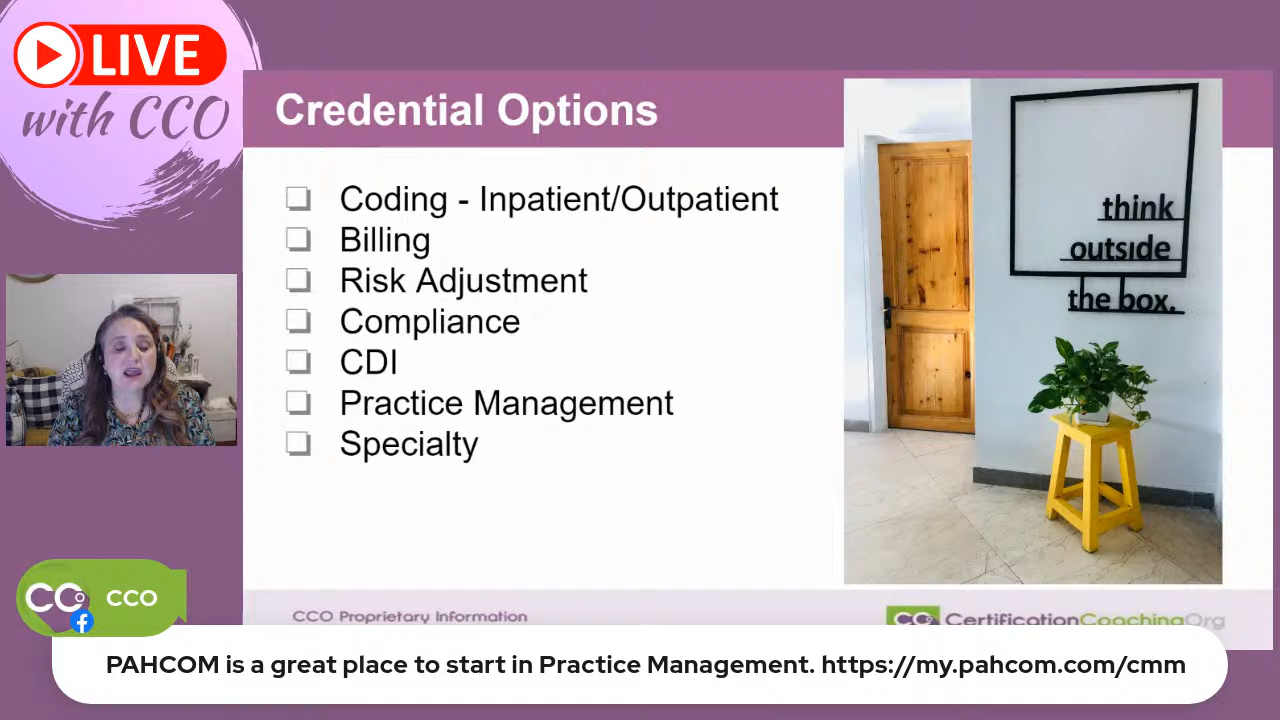 LIVE
with CCO
Credential Options
Coding - Inpatient/Outpatient
Billing
Risk Adjustment
Compliance
CDI
Practice Management
Specialty
think
outside
the box.
CCO Proprietary Information
CCO CertificationCoachingOrg
CCO CCO
PAHCOM is a great place to start in Practice Management. https://my.pahcom.com/cmm